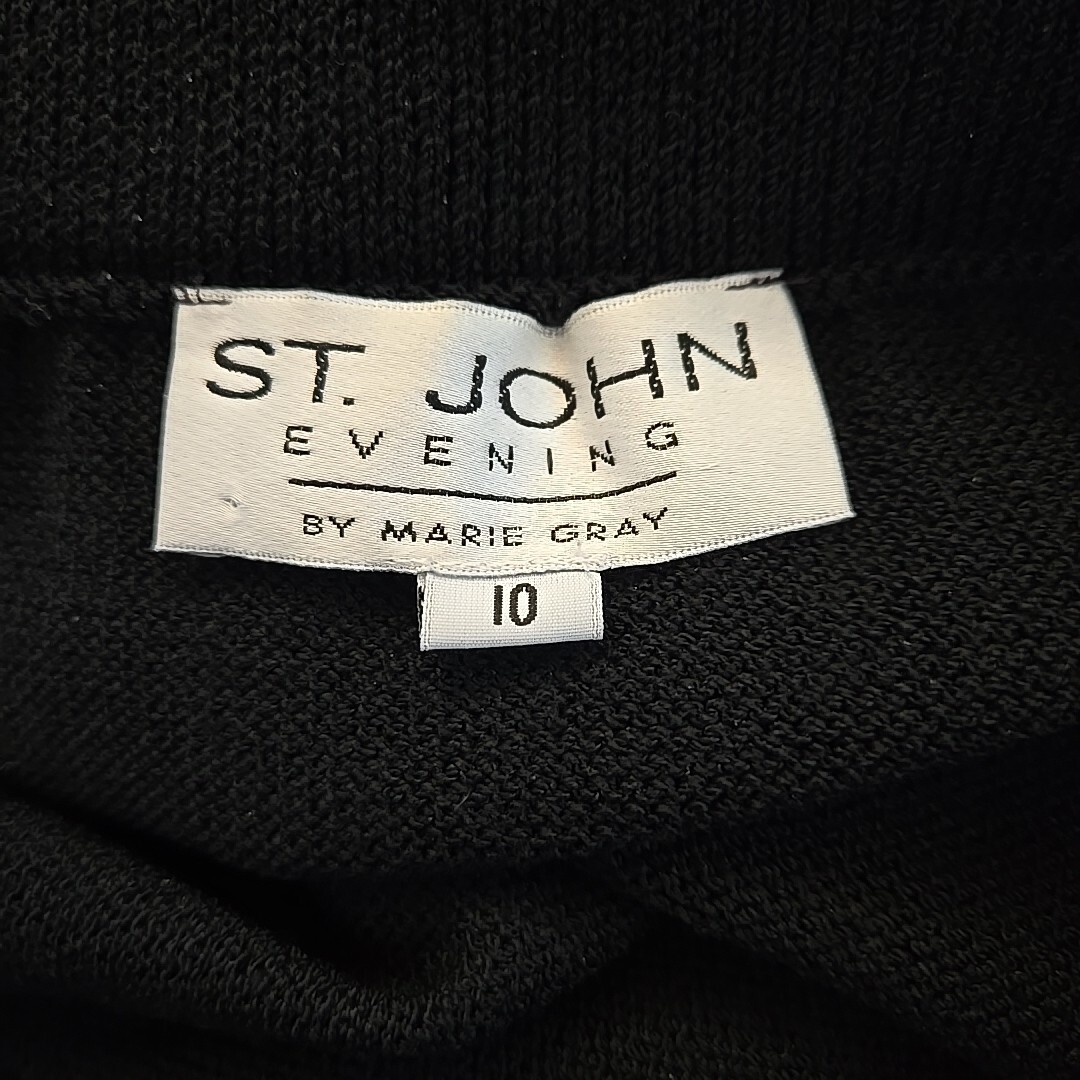 ST. JOHN
EVENING
BY MARIE GRAY
10